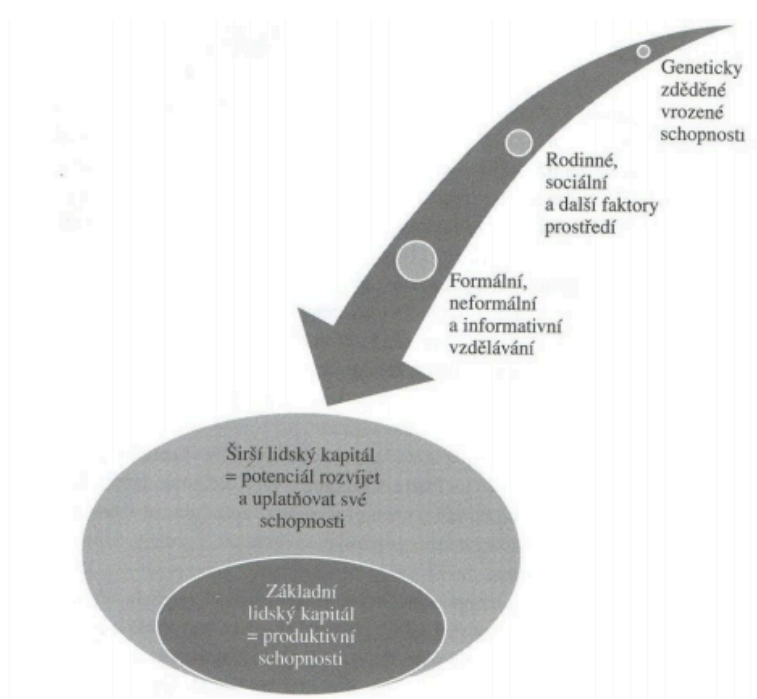 Geneticky
zděděné
vrozené
schopnosti
Rodinné,
sociální
a další faktory
prostředí
Formální,
neformální
a informativní
vzdělávání
Širší lidský kapitál
= potenciál rozvíjet
a uplatňovat své
schopnosti
Základní
lidský kapitál
= produktivní
schopnosti